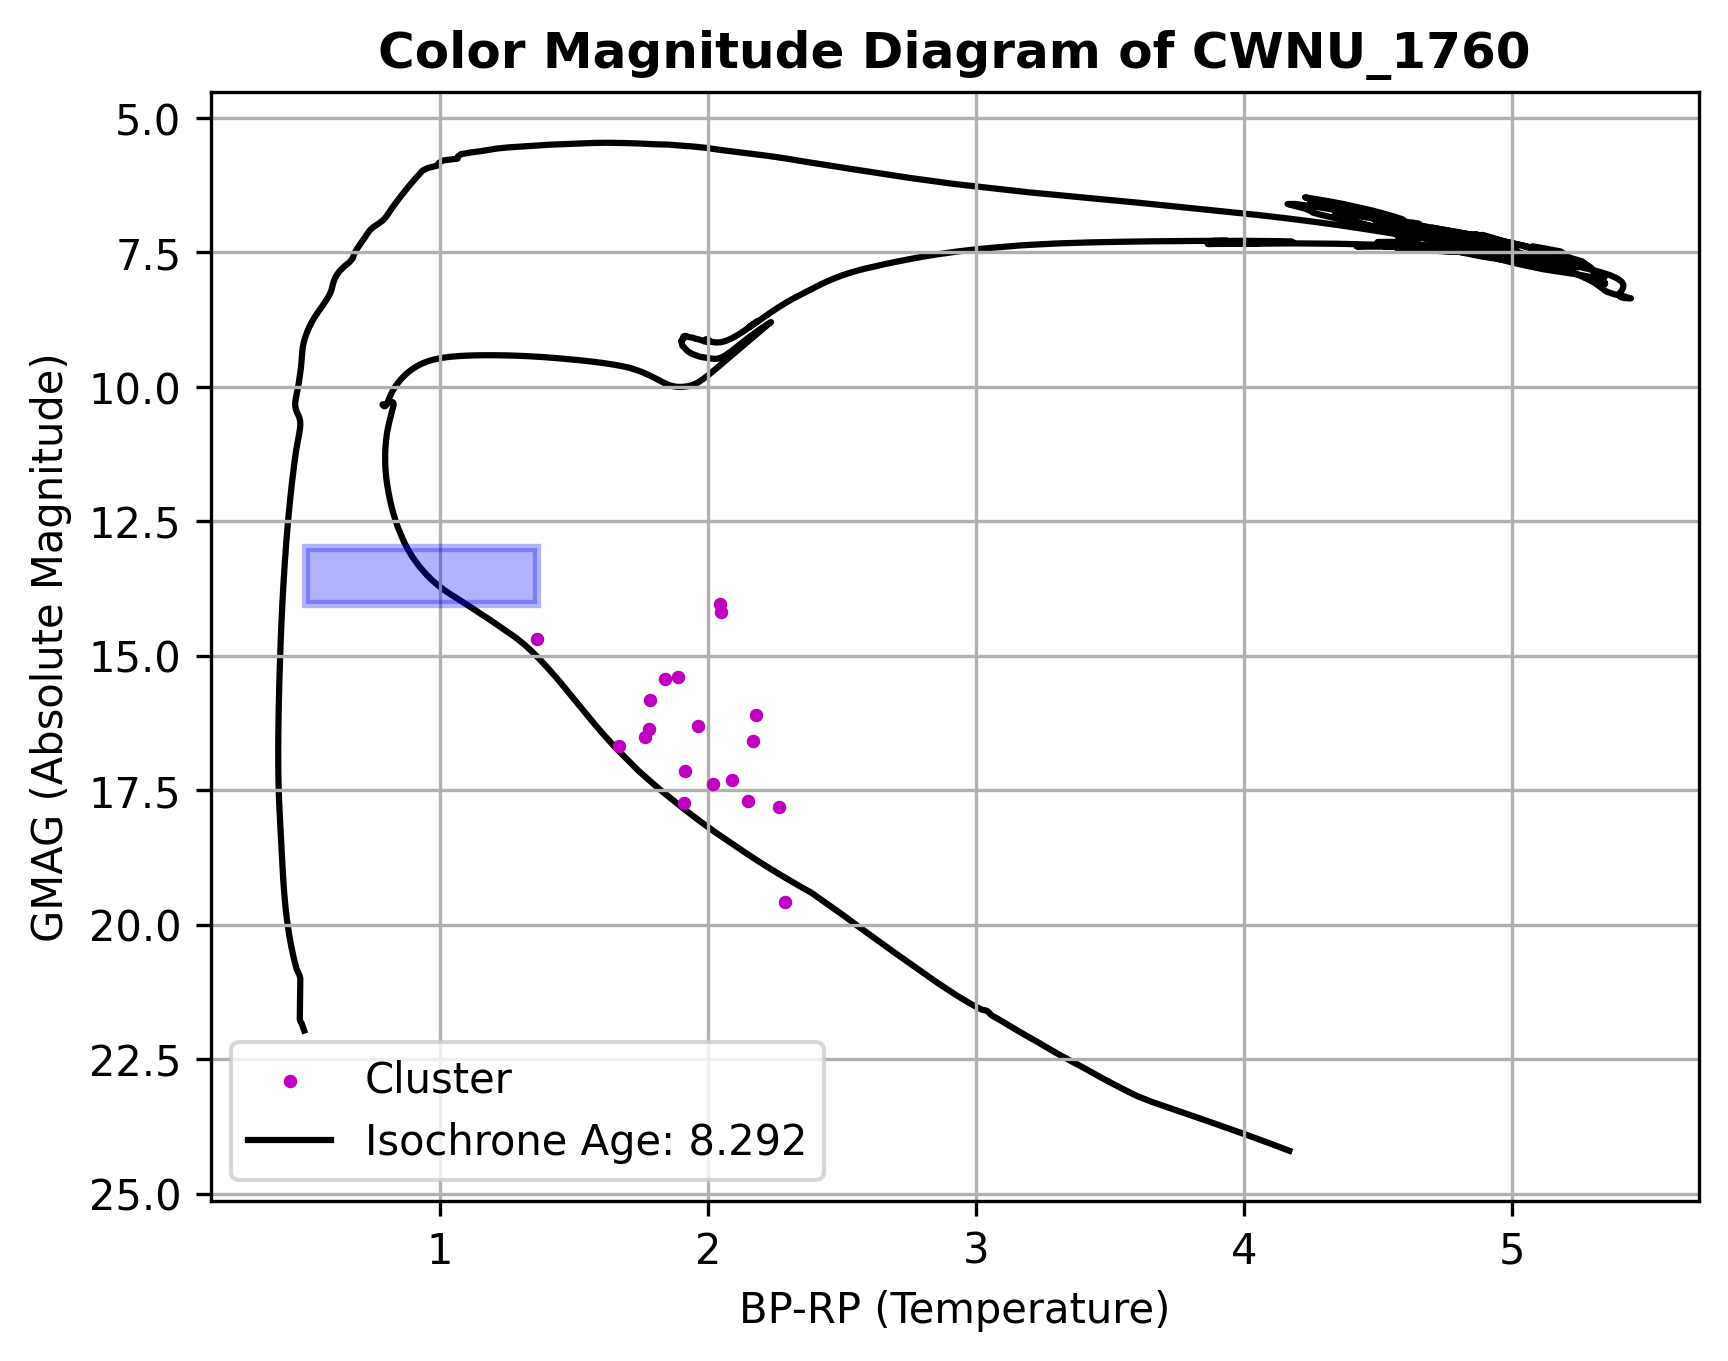 Color Magnitude Diagram of CWNU_1760
GMAG (Absolute Magnitude)
5.0
7.5
10.0
12.5
15.0
17.5
20.0
22.5
25.0
Cluster
Isochrone Age: 8.292
1
2
3
4
5
BP-RP (Temperature)